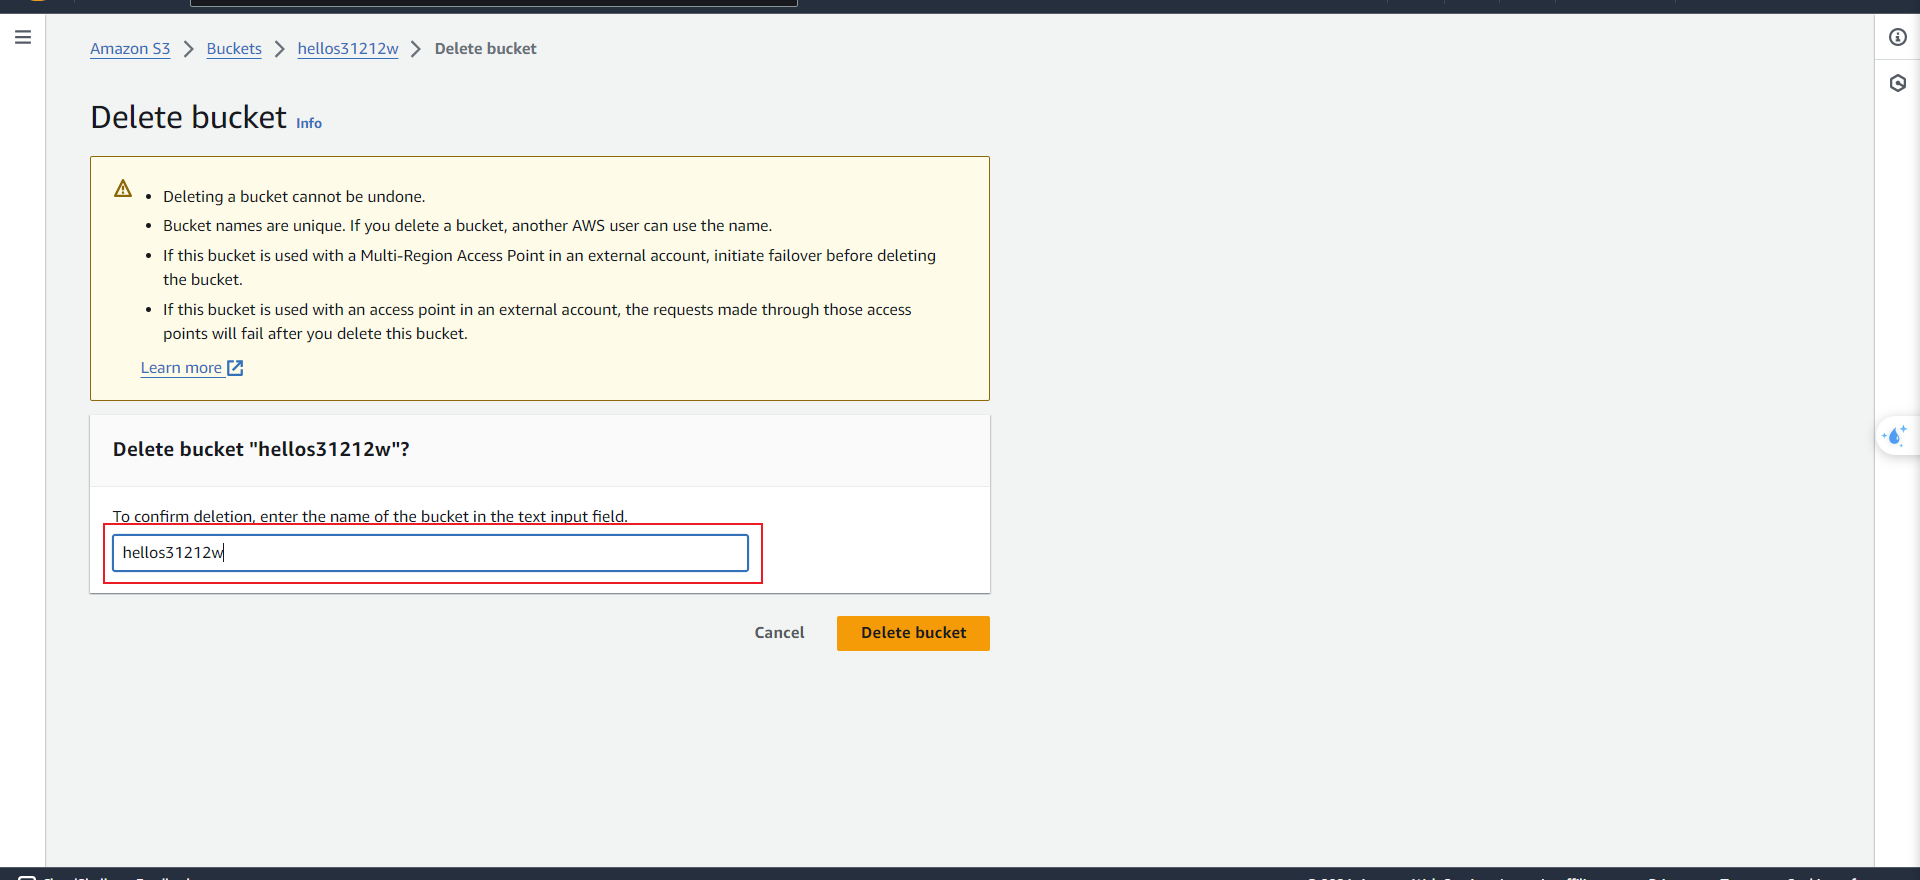 Amazon S3 > Buckets > hellos31212w > Delete bucket
Delete bucket Info
• Deleting a bucket cannot be undone.
• Bucket names are unique. If you delete a bucket, another AWS user can use the name.
• If this bucket is used with a Multi-Region Access Point in an external account, initiate failover before deleting
the bucket.
• If this bucket is used with an access point in an external account, the requests made through those access
points will fail after you delete this bucket.
Learn more
Delete bucket "hellos31212w"?
To confirm deletion, enter the name of the bucket in the text input field.
hellos31212w
Cancel
Delete bucket